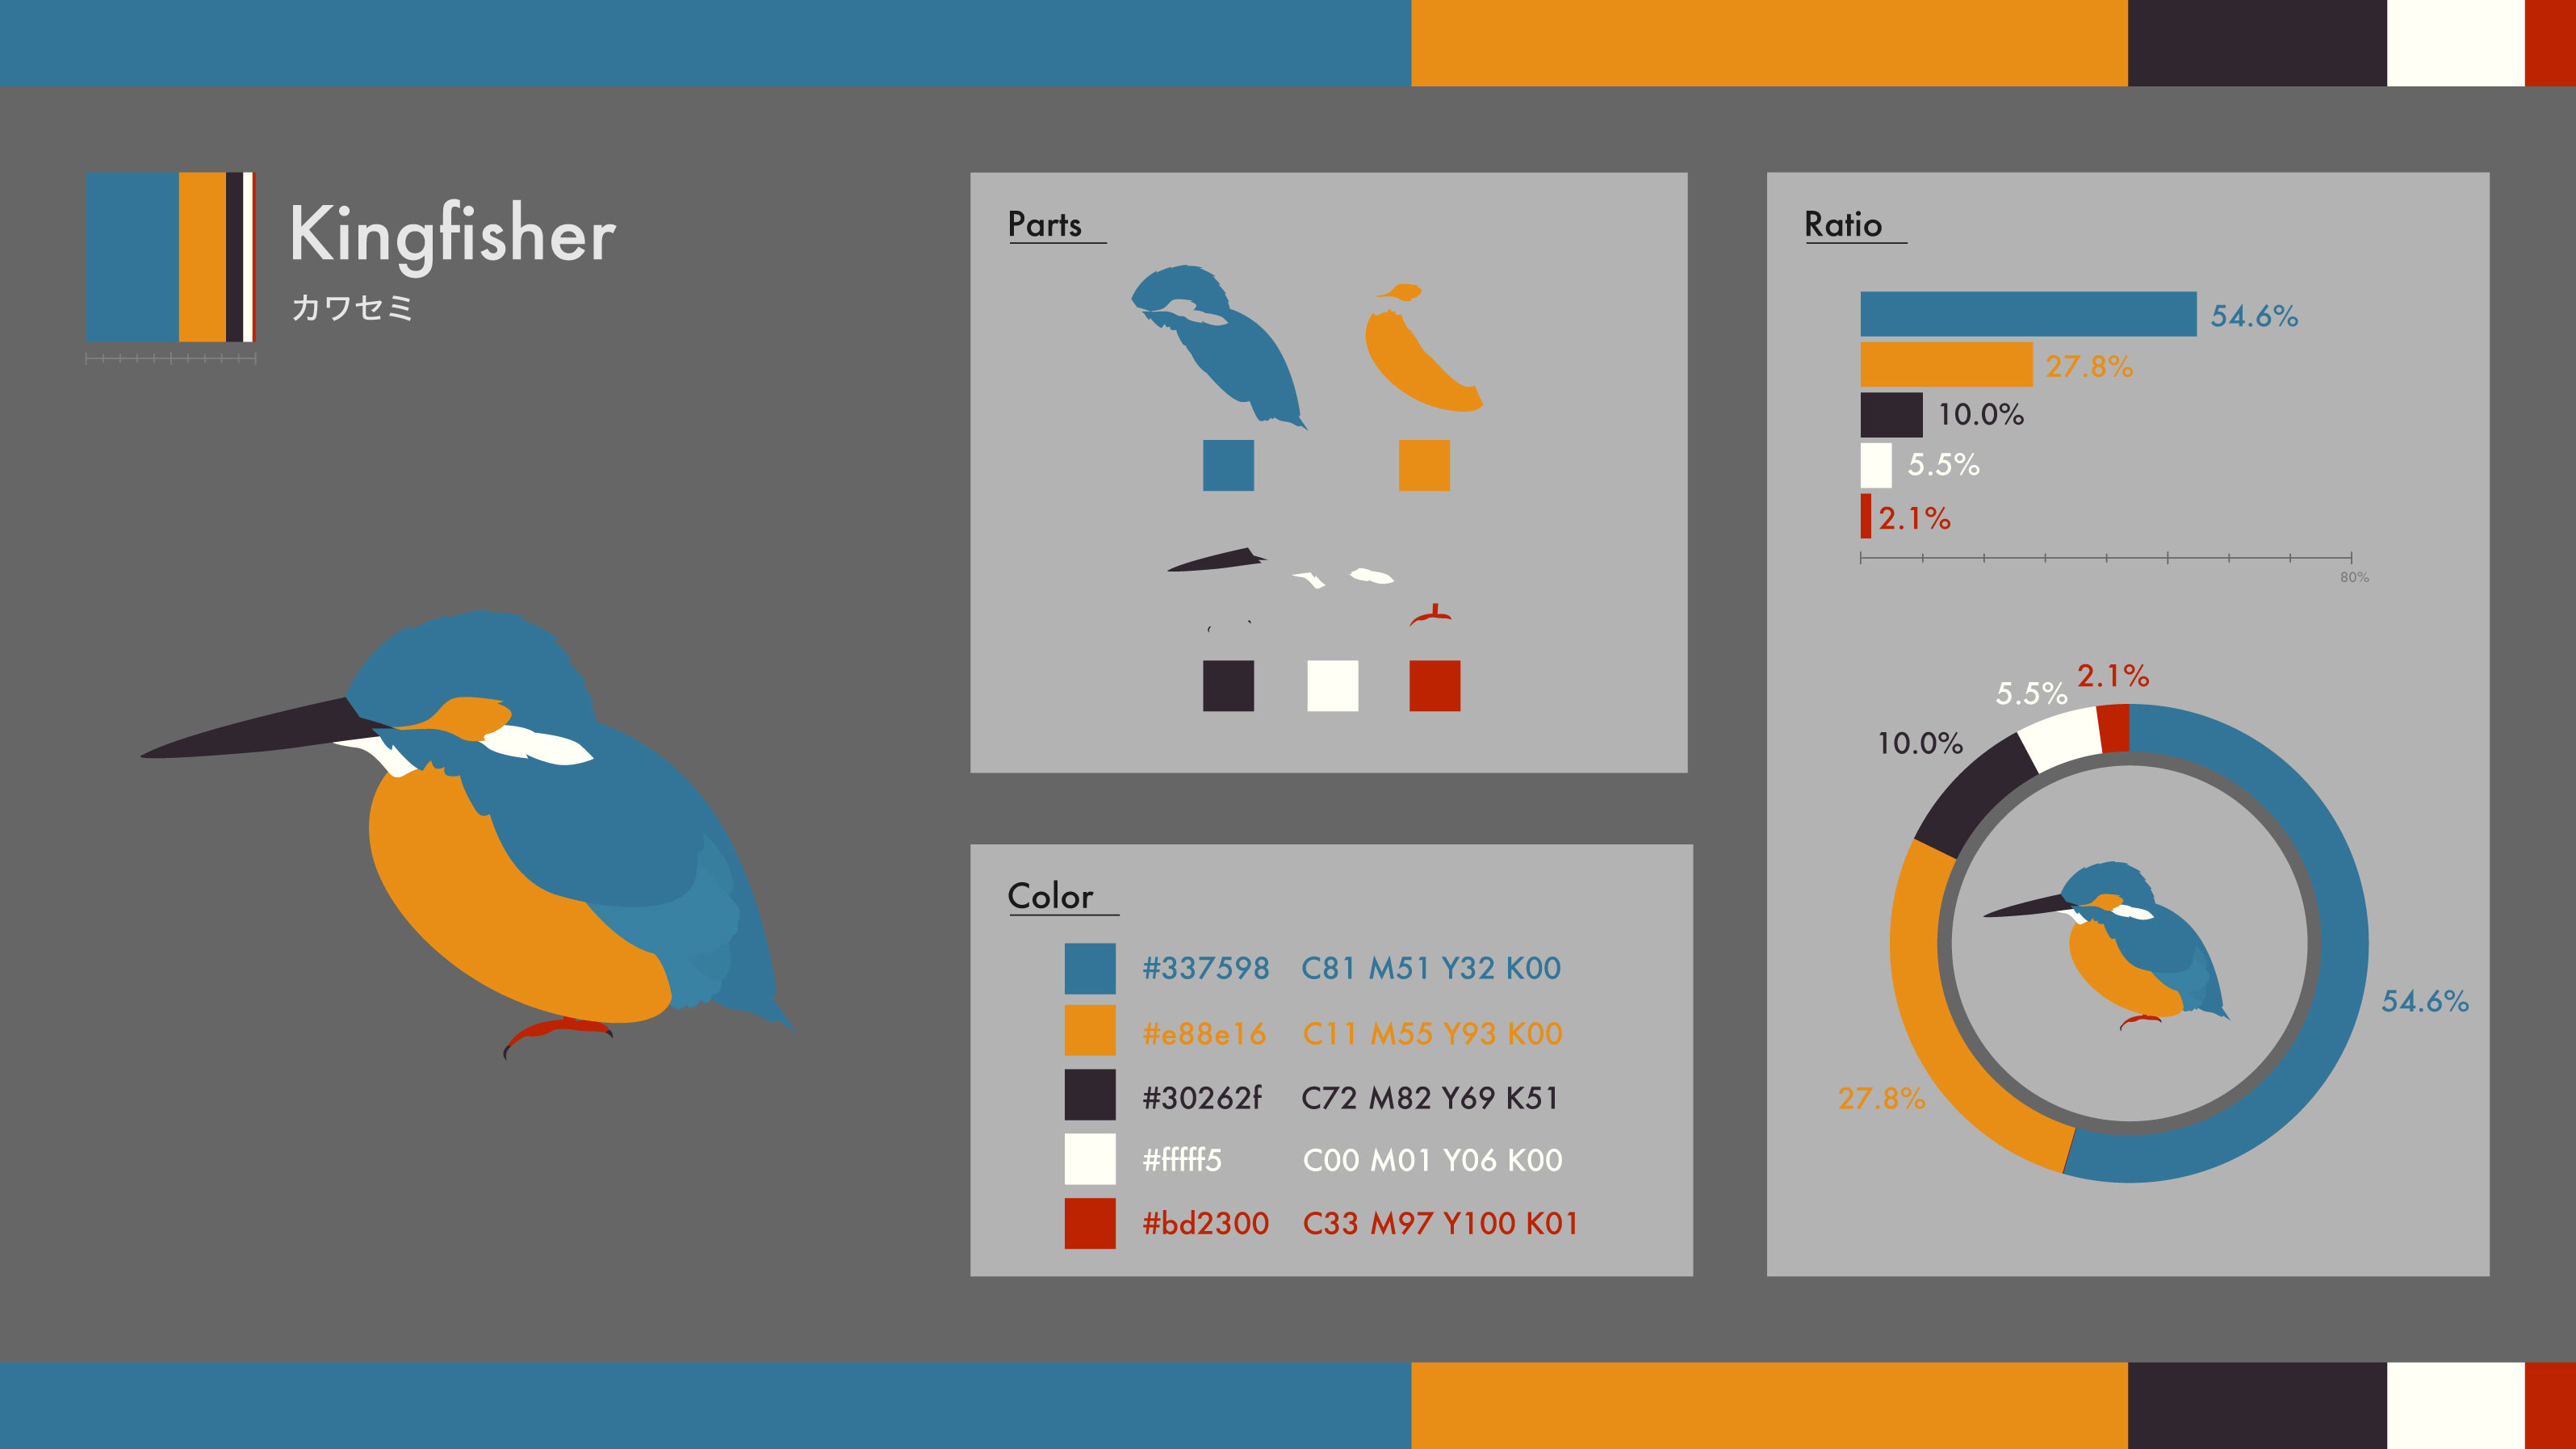 Kingfisher
カワセミ
Parts
Color
#337598 C81 M51 Y32 K00
#e88e16 C11 M55 Y93 K00
#30262f C72 M82 Y69 K51
#fffff5 C00 M01 Y06 K00
#bd2300 C33 M97 Y100 K01
Ratio
54.6%
27.8%
10.0%
5.5%
2.1%
80%
2.1%
5.5%
10.0%
54.6%
27.8%